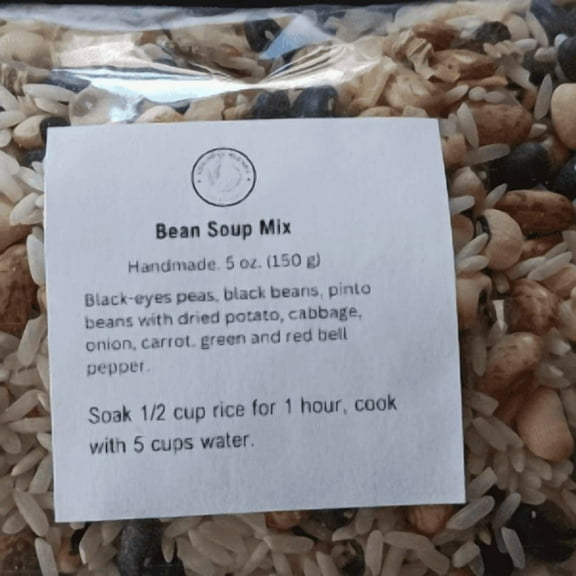 Bean Soup Mix
Handmade. 5 oz. (150 g)
Black-eyes peas, black beans, pinto
beans with dried potato, cabbage,
onion, carrot, green and red bell
pepper.
Soak 1/2 cup rice for 1 hour, cook
with 5 cups water.